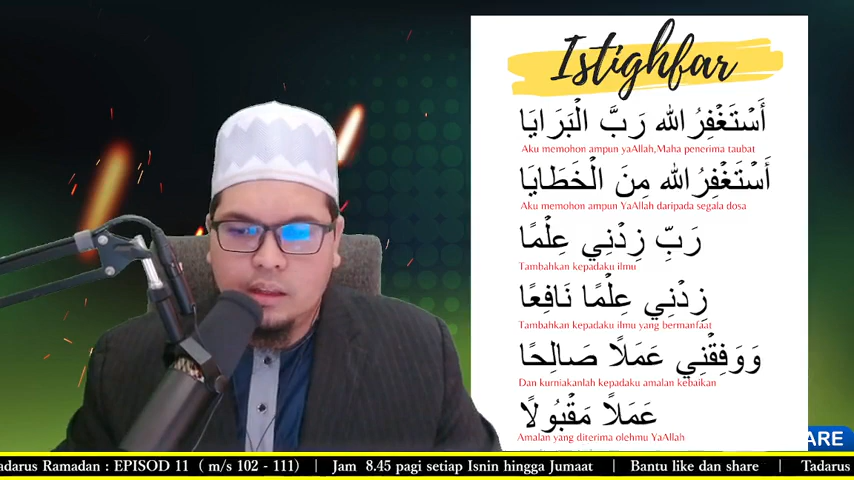 Istighfar
أَسْتَغْفِرُ الله رَبَّ الْبَرَايَا
Aku memohon ampun yaAllah,Maha penerima taubat
أَسْتَغْفِرُ الله مِنَ الْخَطَايَا
Aku memohon ampun YaAllah daripada segala dosa
رَبِّ زِدْنِي عِلْمًا
Tambahkan kepadaku ilmu
زِدْنِي عِلْمًا نَافِعًا
Tambahkan kepadaku ilmu yang bermanfaat
وَوَفِقْنِي عَمَلًا صَالِحًا
Dan kurniakanlah kepadaku amalan kebaikan
عَمَلاً مَقْبُولًا
Amalan yang diterima olehmu YaAllah
ARE
adarus Ramadan : EPISOD 11 ( m/s 102 - 111) | Jam 8.45 pagi setiap Isnin hingga Jumaat | Bantu like dan share | Tadarus